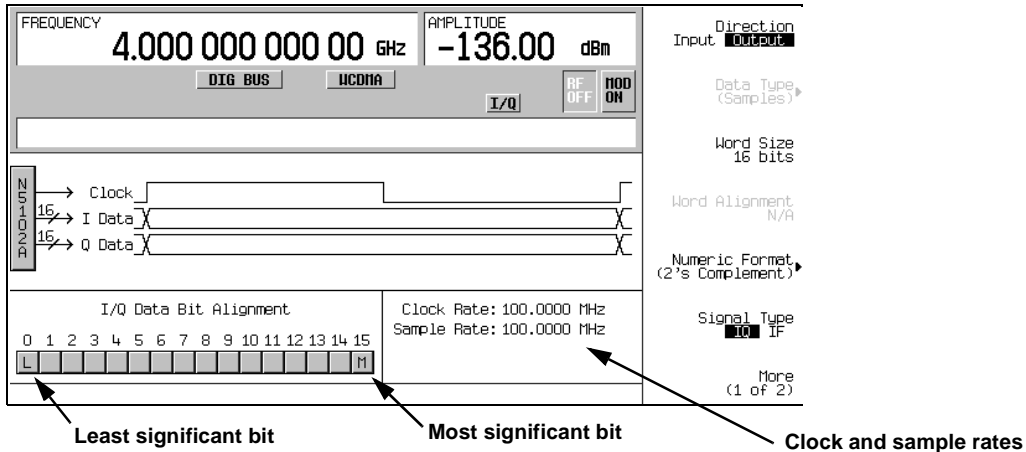 FREQUENCY
4.000 000 000 00 GHz
AMPLITUDE
-136.00 dBm
DIG BUS
WCDMA
I/Q
RF OFF
MOD ON
N5102A
Clock
16
I Data
16
Q Data
I/Q Data Bit Alignment
0 1 2 3 4 5 6 7 8 9 10 11 12 13 14 15
L M
Clock Rate: 100.0000 MHz
Sample Rate: 100.0000 MHz
Direction
Input Output
Data Type
(Samples)
Word Size
16 bits
Word Alignment
N/A
Numeric Format
(2's Complement)
Signal Type
IQ IF
More
(1 of 2)
Least significant bit
Most significant bit
Clock and sample rates